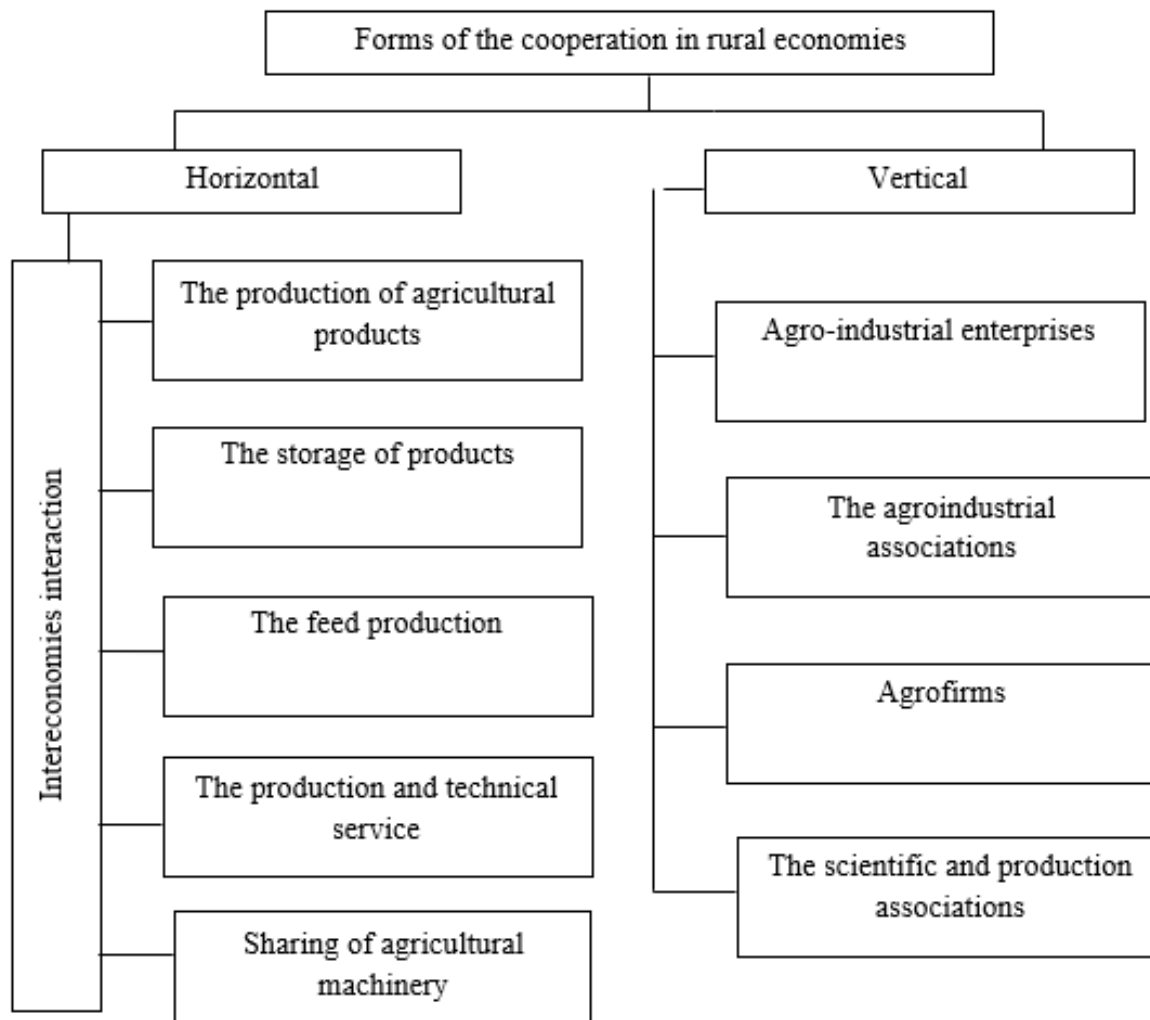 Forms of the cooperation in rural economies
Horizontal
Vertical
Intereconomies interaction
The production of agricultural
products
The storage of products
The feed production
The production and technical
service
Sharing of agricultural
machinery
Agro-industrial enterprises
The agroindustrial
associations
Agrofirms
The scientific and production
associations